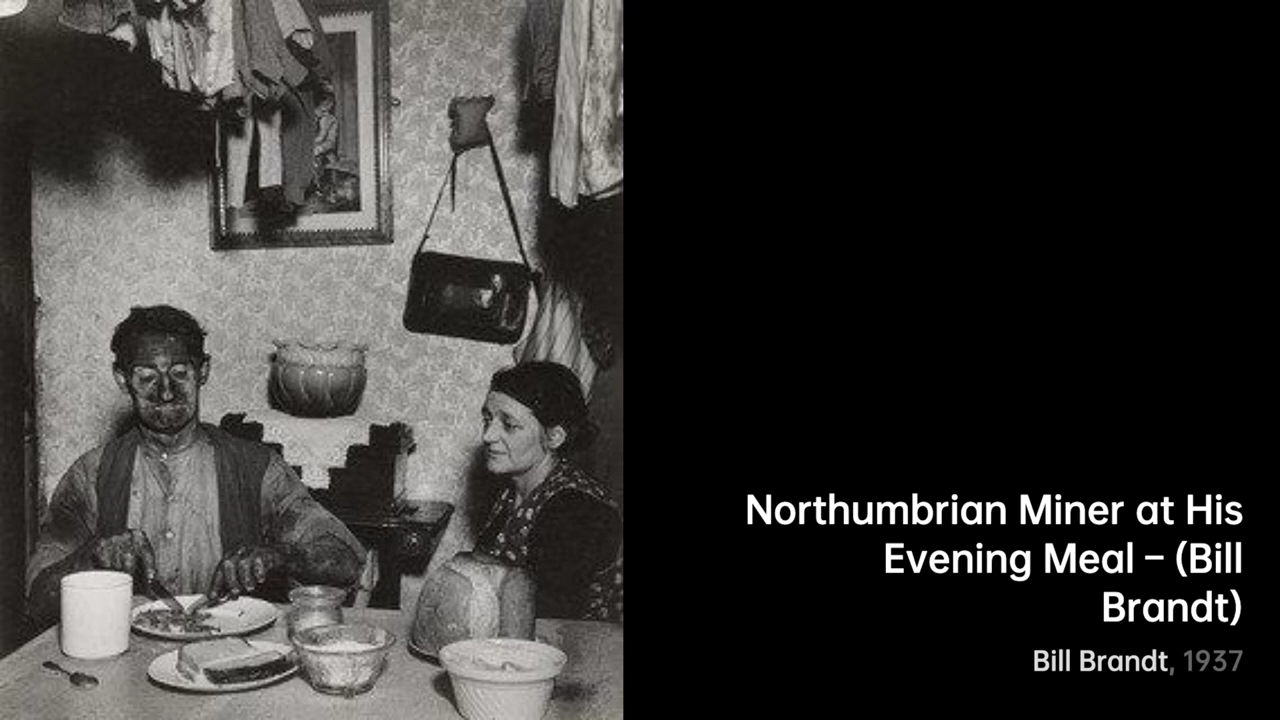 Northumbrian Miner at His
Evening Meal – (Bill
Brandt)
Bill Brandt, 1937